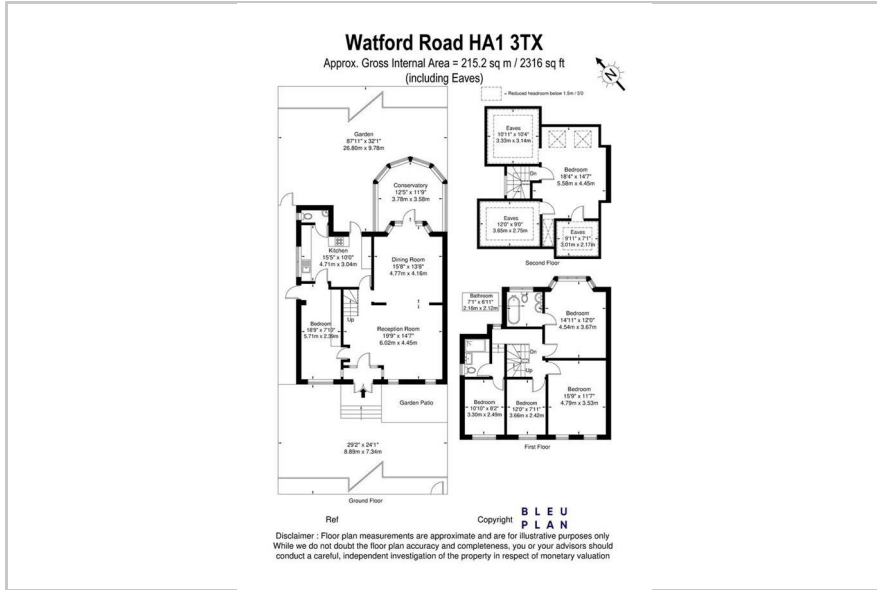 Watford Road HA1 3TX
Approx. Gross Internal Area = 215.2 sq m / 2316 sq ft
(including Eaves)
N
= Reduced headroom below 1.5m / 5'0
Garden
87'11" x 32'1"
26.80m x 9.78m
Conservatory
12'5" x 11'9"
3.78m x 3.58m
Kitchen
15'5" x 10'0"
4.71m x 3.04m
Dining Room
15'8" x 13'8"
4.77m x 4.16m
Up
Bedroom
18'9" x 7'10"
5.71m x 2.39m
Reception Room
19'9" x 14'7"
6.02m x 4.45m
Garden Patio
29'2" x 24'1"
8.89m x 7.34m
Ground Floor
Eaves
10'11" x 10'4"
3.33m x 3.14m
Dn
Bedroom
18'4" x 14'7"
5.58m x 4.45m
Eaves
12'0" x 9'0"
3.65m x 2.75m
Eaves
9'11" x 7'1"
3.01m x 2.17m
Second Floor
Bathroom
7'1" x 6'11"
2.16m x 2.12m
Bedroom
14'11" x 12'0"
4.54m x 3.67m
Dn
Up
Bedroom
10'10" x 8'2"
3.30m x 2.49m
Bedroom
12'0" x 7'11"
3.66m x 2.42m
Bedroom
15'9" x 11'7"
4.79m x 3.53m
First Floor
Ref
Copyright
BLEU
PLAN
Disclaimer : Floor plan measurements are approximate and are for illustrative purposes only
While we do not doubt the floor plan accuracy and completeness, you or your advisors should
conduct a careful, independent investigation of the property in respect of monetary valuation